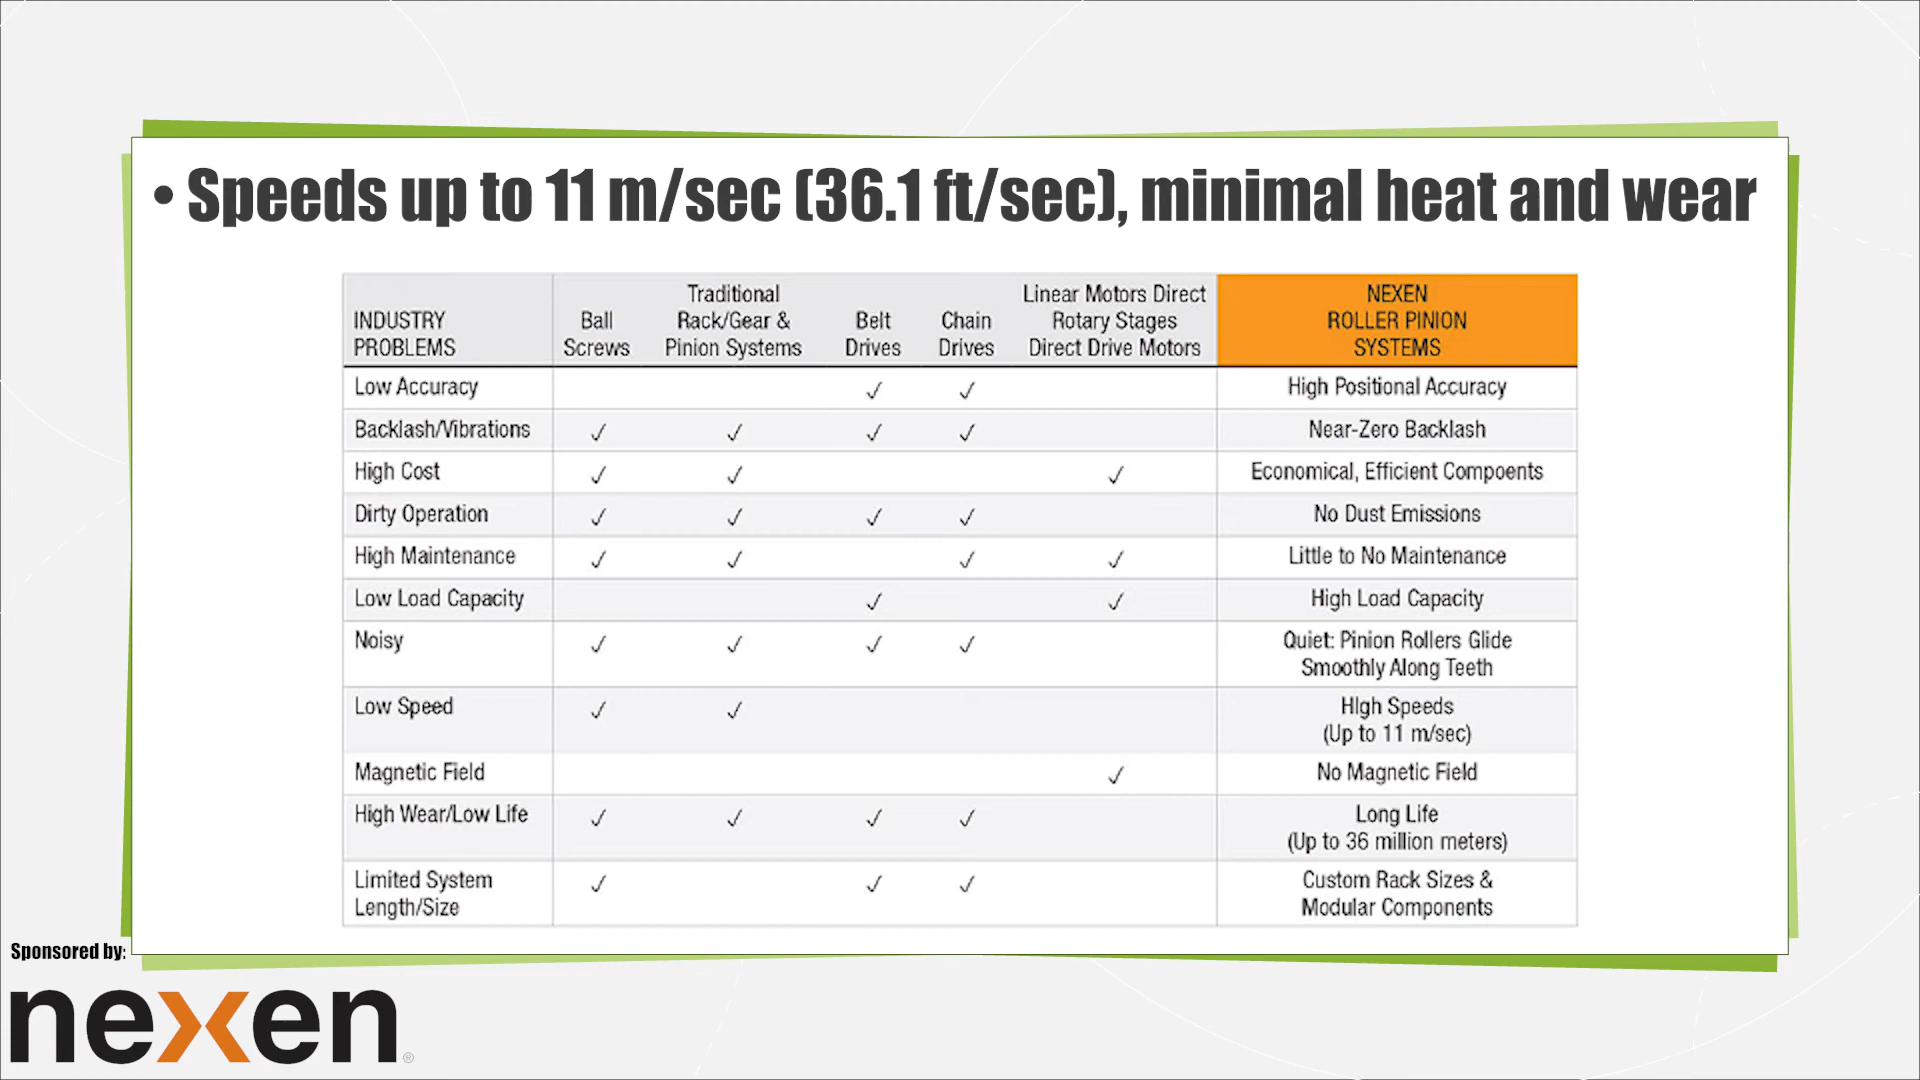 • Speeds up to 11 m/sec (36.1 ft/sec), minimal heat and wear
INDUSTRY PROBLEMS
Ball Screws
Traditional Rack/Gear & Pinion Systems
Belt Drives
Chain Drives
Linear Motors Direct Rotary Stages Direct Drive Motors
NEXEN ROLLER PINION SYSTEMS
Low Accuracy ✓ ✓ High Positional Accuracy
Backlash/Vibrations ✓ ✓ ✓ ✓ Near-Zero Backlash
High Cost ✓ ✓ ✓ Economical, Efficient Compoents
Dirty Operation ✓ ✓ ✓ ✓ No Dust Emissions
High Maintenance ✓ ✓ ✓ ✓ Little to No Maintenance
Low Load Capacity ✓ ✓ High Load Capacity
Noisy ✓ ✓ ✓ ✓ Quiet: Pinion Rollers Glide
Smoothly Along Teeth
Low Speed ✓ ✓ HIgh Speeds
(Up to 11 m/sec)
Magnetic Field ✓ No Magnetic Field
High Wear/Low Life ✓ ✓ ✓ ✓ Long Life
(Up to 36 million meters)
Limited System ✓ ✓ ✓ Custom Rack Sizes &
Length/Size Modular Components
Sponsored by:
nexen®